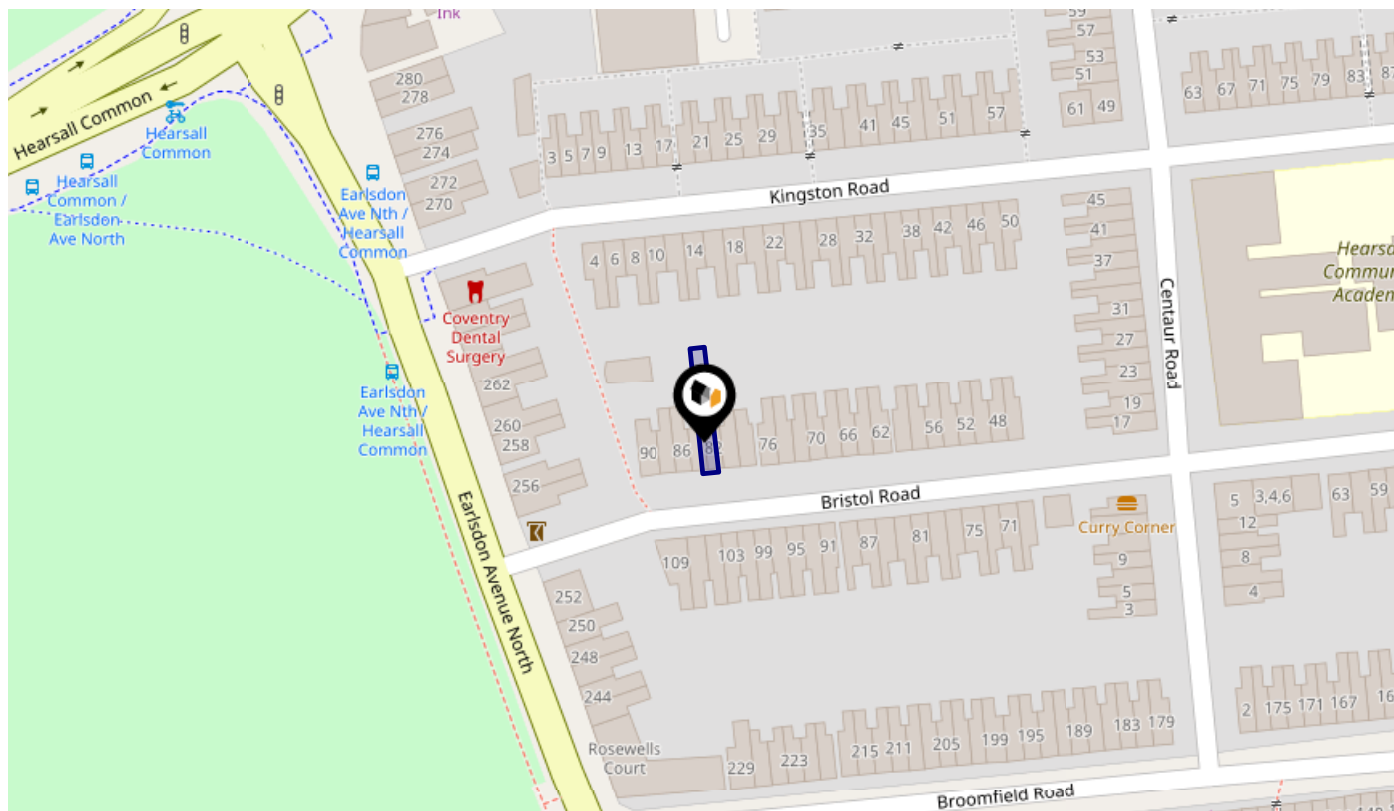 Ink
280
278
276
274
272
270
Hearsall Common
Hearsall
Common
Hearsall
Common /
Earlsdon
Ave North
Earlsdon
Ave Nth /
Hearsall
Common
3 5 7 9 13 17 21 25 29 35 41 45 51 57
59
57
53
51
61 49
63 67 71 75 79 83 87
Kingston Road
4 6 8 10 14 18 22 28 32 38 42 46 50
45
41
37
31
27
23
19
17
Centaur Road
Coventry
Dental
Surgery
262
260
258
256
Earlsdon
Ave Nth /
Hearsall
Common
90 86 76 70 66 62 56 52 48
Bristol Road
109 103 99 95 91 87 81 75 71
Curry Corner
9
5
3
5 3,4,6 63 59
12
8
4
Earlsdon Avenue North
252
250
248
244
Rosewells
Court
229 223 215 211 205 199 195 189 183 179
2 175 171 167
Broomfield Road